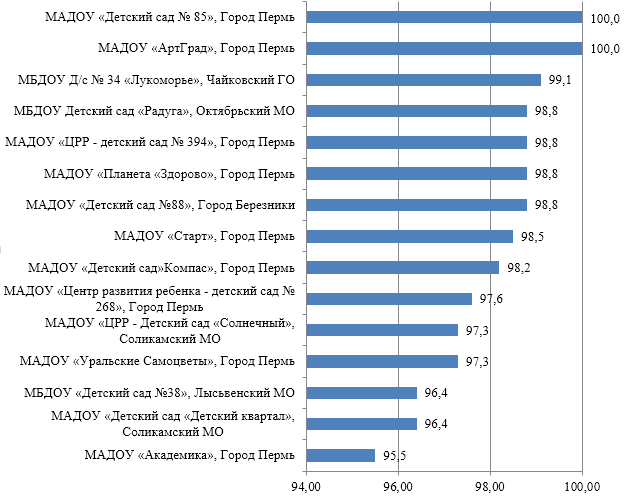 МАДОУ «Детский сад № 85», Город Пермь 100,0
МАДОУ «АртГрад», Город Пермь 100,0
МБДОУ Д/с № 34 «Лукоморье», Чайковский ГО 99,1
МБДОУ Детский сад «Радуга», Октябрьский МО 98,8
МАДОУ «ЦРР - детский сад № 394», Город Пермь 98,8
МАДОУ «Планета «Здорово», Город Пермь 98,8
МАДОУ «Детский сад №88», Город Березники 98,8
МАДОУ «Старт», Город Пермь 98,5
МАДОУ «Детский сад»Компас», Город Пермь 98,2
МАДОУ «Центр развития ребенка - детский сад №
268», Город Пермь 97,6
МАДОУ «ЦРР - Детский сад «Солнечный»,
Соликамский МО 97,3
МАДОУ «Уральские Самоцветы», Город Пермь 97,3
МБДОУ «Детский сад №38», Лысьвенский МО 96,4
МАДОУ «Детский сад «Детский квартал»,
Соликамский МО 96,4
МАДОУ «Академика», Город Пермь 95,5
94,00 96,00 98,00 100,00